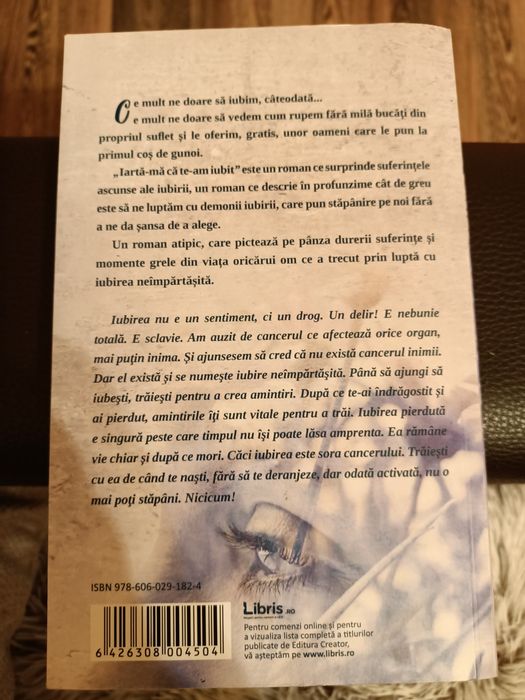 Ce mult ne doare să iubim, câteodată...
Ce mult ne doare să vedem cum rupem fără milă bucăți din
propriul suflet și le oferim, gratis, unor oameni care le pun la
primul coș de gunoi.
„Iartă-mă că te-am iubit” este un roman ce surprinde suferințele
ascunse ale iubirii, un roman ce descrie în profunzime cât de greu
este să ne luptăm cu demonii iubirii, care pun stăpânire pe noi fără
a ne da șansa de a alege.
Un roman atipic, care pictează pe pânza durerii suferințe și
momente grele din viața oricărui om ce a trecut prin luptă cu
iubirea neîmpărtășită.
Iubirea nu e un sentiment, ci un drog. Un delir! E nebunie
totală. E sclavie. Am auzit de cancerul ce afectează orice organ,
mai puțin inima. Și ajunsesem să cred că nu există cancerul inimii.
Dar el există și se numește iubire neîmpărtășită. Până să ajungi să
iubești, trăiești pentru a crea amintiri. După ce te-ai îndrăgostit și
ai pierdut, amintirile îți sunt vitale pentru a trăi. Iubirea pierdută
e singură peste care timpul nu își poate lăsa amprenta. Ea rămâne
vie chiar și după ce mori. Căci iubirea este sora cancerului. Trăiești
cu ea de când te naști, fără să te deranjeze, dar odată activată, nu o
mai poți stăpâni. Nicicum!
ISBN 978-606-029-182-4
6 426308 004504
Libris.RO
Pentru comenzi online și pentru
a vizualiza lista completă a titlurilor
publicate de Editura Creator,
vă așteptăm pe www.libris.ro